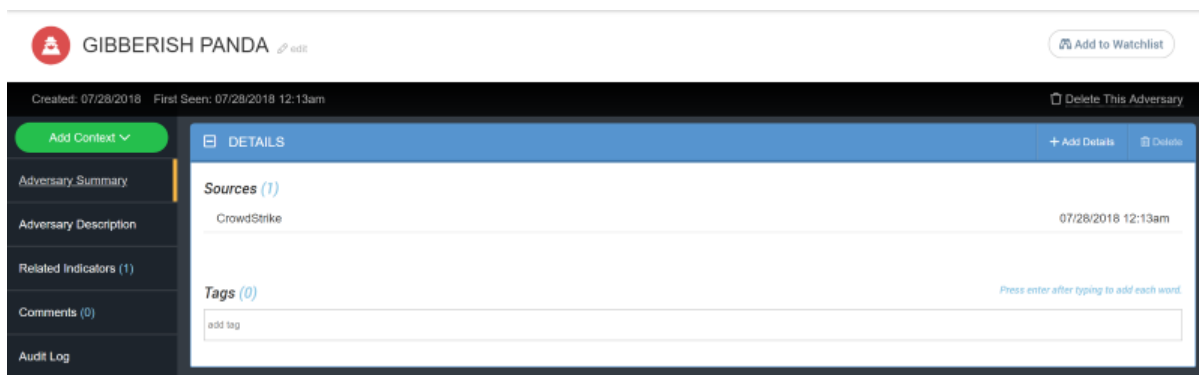 GIBBERISH PANDA edit
Add to Watchlist
Created: 07/28/2018 First Seen: 07/28/2018 12:13am
Delete This Adversary
Add Context
DETAILS
+ Add Details
Delete
Adversary Summary
Adversary Description
Related Indicators (1)
Comments (0)
Audit Log
Sources (1)
CrowdStrike 07/28/2018 12:13am
Tags (0)
Press enter after typing to add each word.
add tag